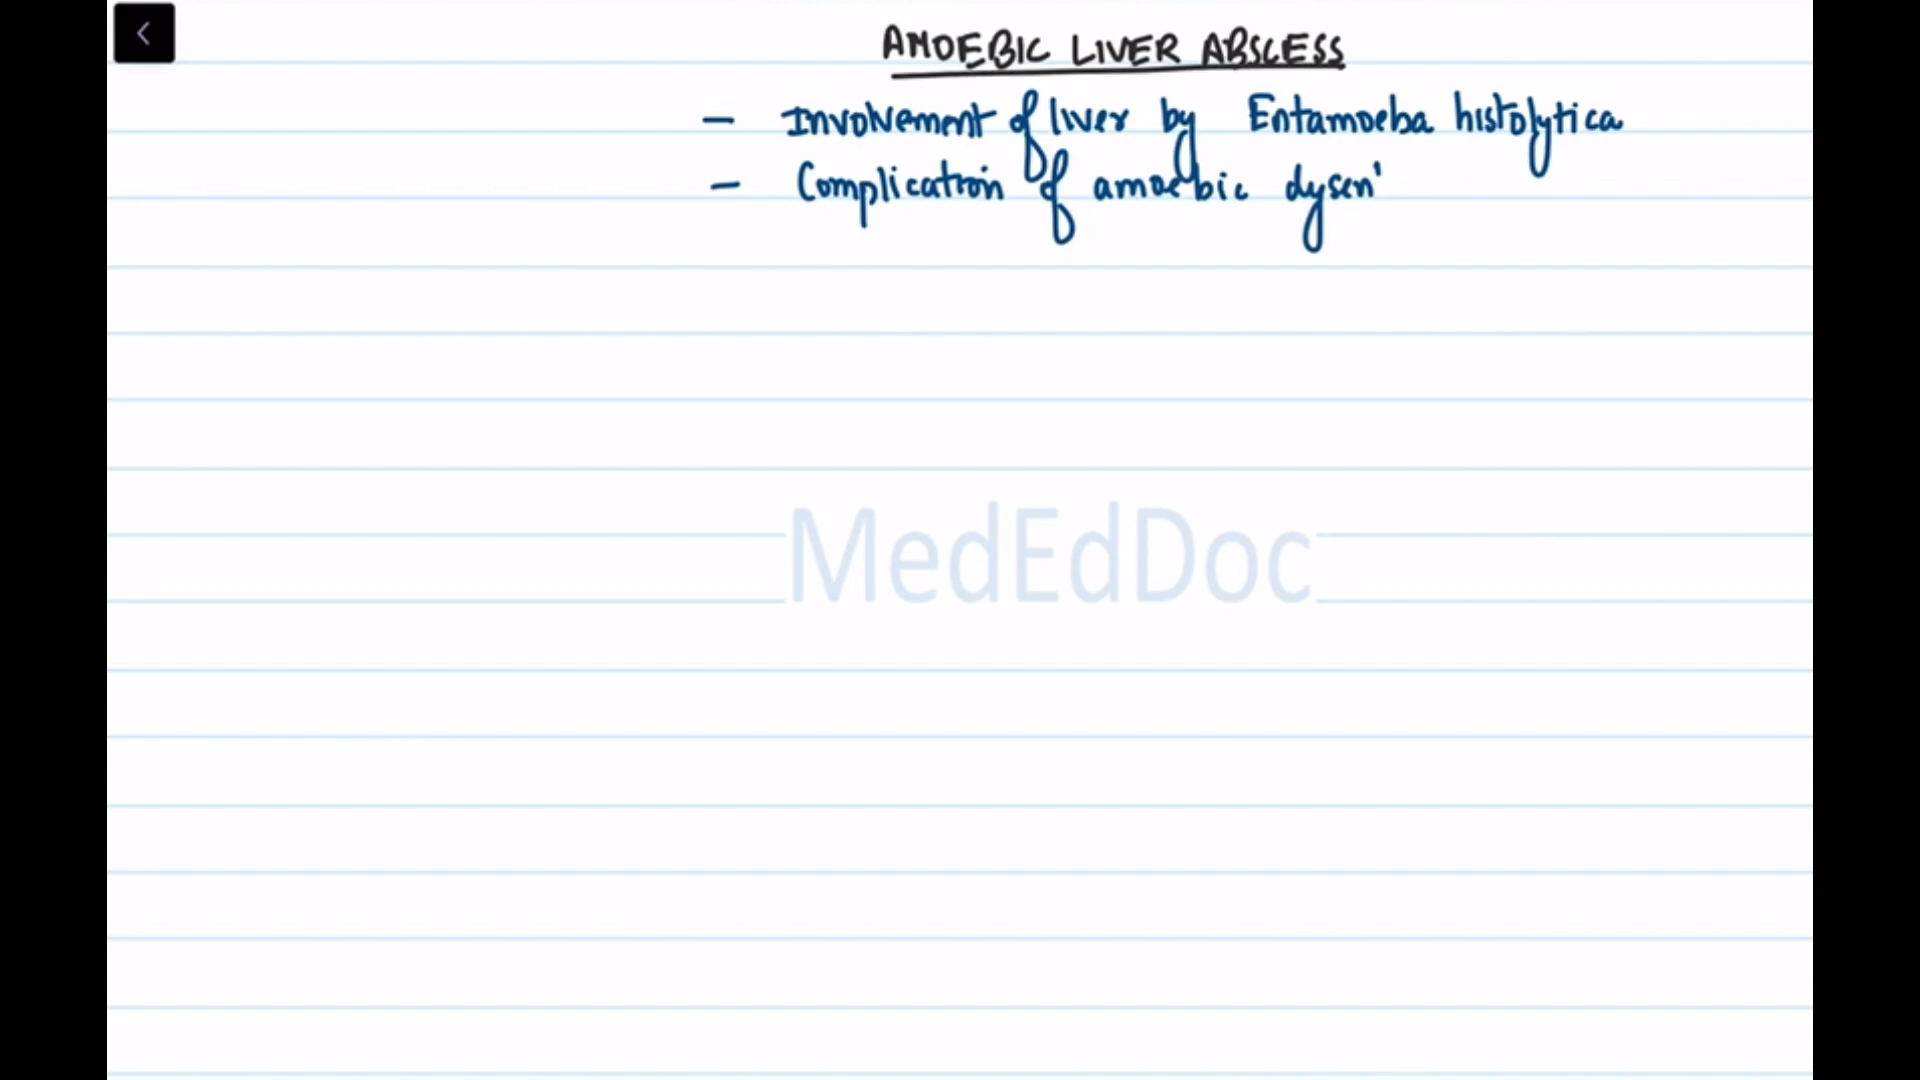 AMOEBIC LIVER ABSCESS
- Involvement of liver by Entamoeba histolytica
- Complication of amoebic dysen'
MedEdDoc